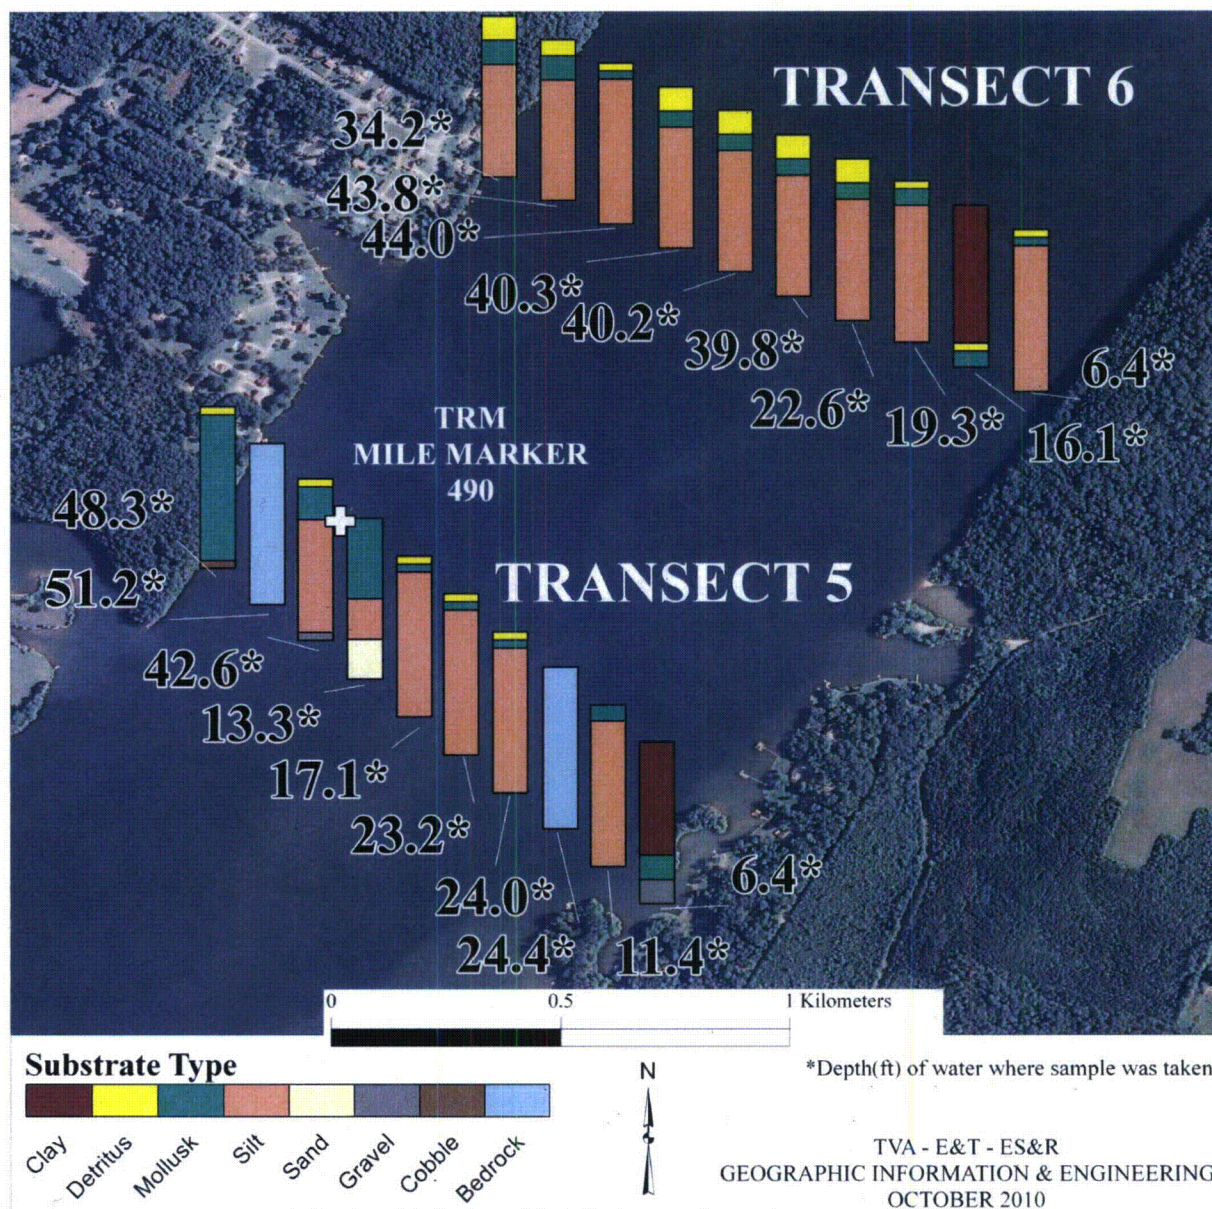 TRANSECT 6
34.2*
43.8*
44.0*
40.3*
40.2*
39.8*
22.6*
19.3*
16.1*
6.4*
TRM
MILE MARKER
490
TRANSECT 5
48.3*
51.2*
42.6*
13.3*
17.1*
23.2*
24.0*
24.4*
11.4*
6.4*
0 0.5 1 Kilometers
Substrate Type
Clay
Detritus
Mollusk
Silt
Sand
Gravel
Cobble
Bedrock
N
*Depth(ft) of water where sample was taken
TVA - E&T - ES&R
GEOGRAPHIC INFORMATION & ENGINEERING
OCTOBER 2010